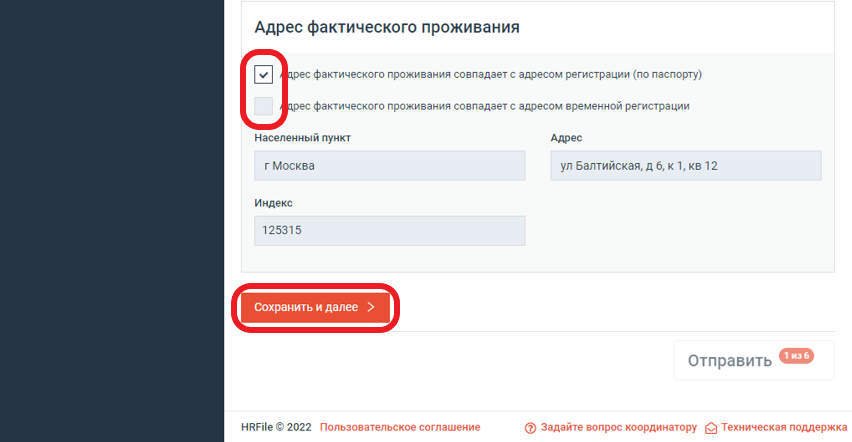 Адрес фактического проживания
Адрес фактического проживания совпадает с адресом регистрации (по паспорту)
Адрес фактического проживания совпадает с адресом временной регистрации
Населенный пункт Адрес
г Москва ул Балтийская, д 6, к 1, кв 12
Индекс
125315
Сохранить и далее
Отправить 1 из 6
HRFile © 2022 Пользовательское соглашение Задайте вопрос координатору Техническая поддержка